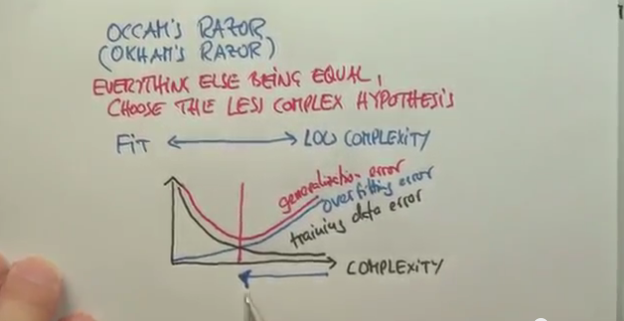 OCCAM'S RAZOR
(OKHAM'S RAZOR)
EVERYTHING ELSE BEING EQUAL,
CHOOSE THE LESS COMPLEX HYPOTHESIS
FIT ↔ LOW COMPLEXITY
generalization error
overfitting error
training data error
COMPLEXITY